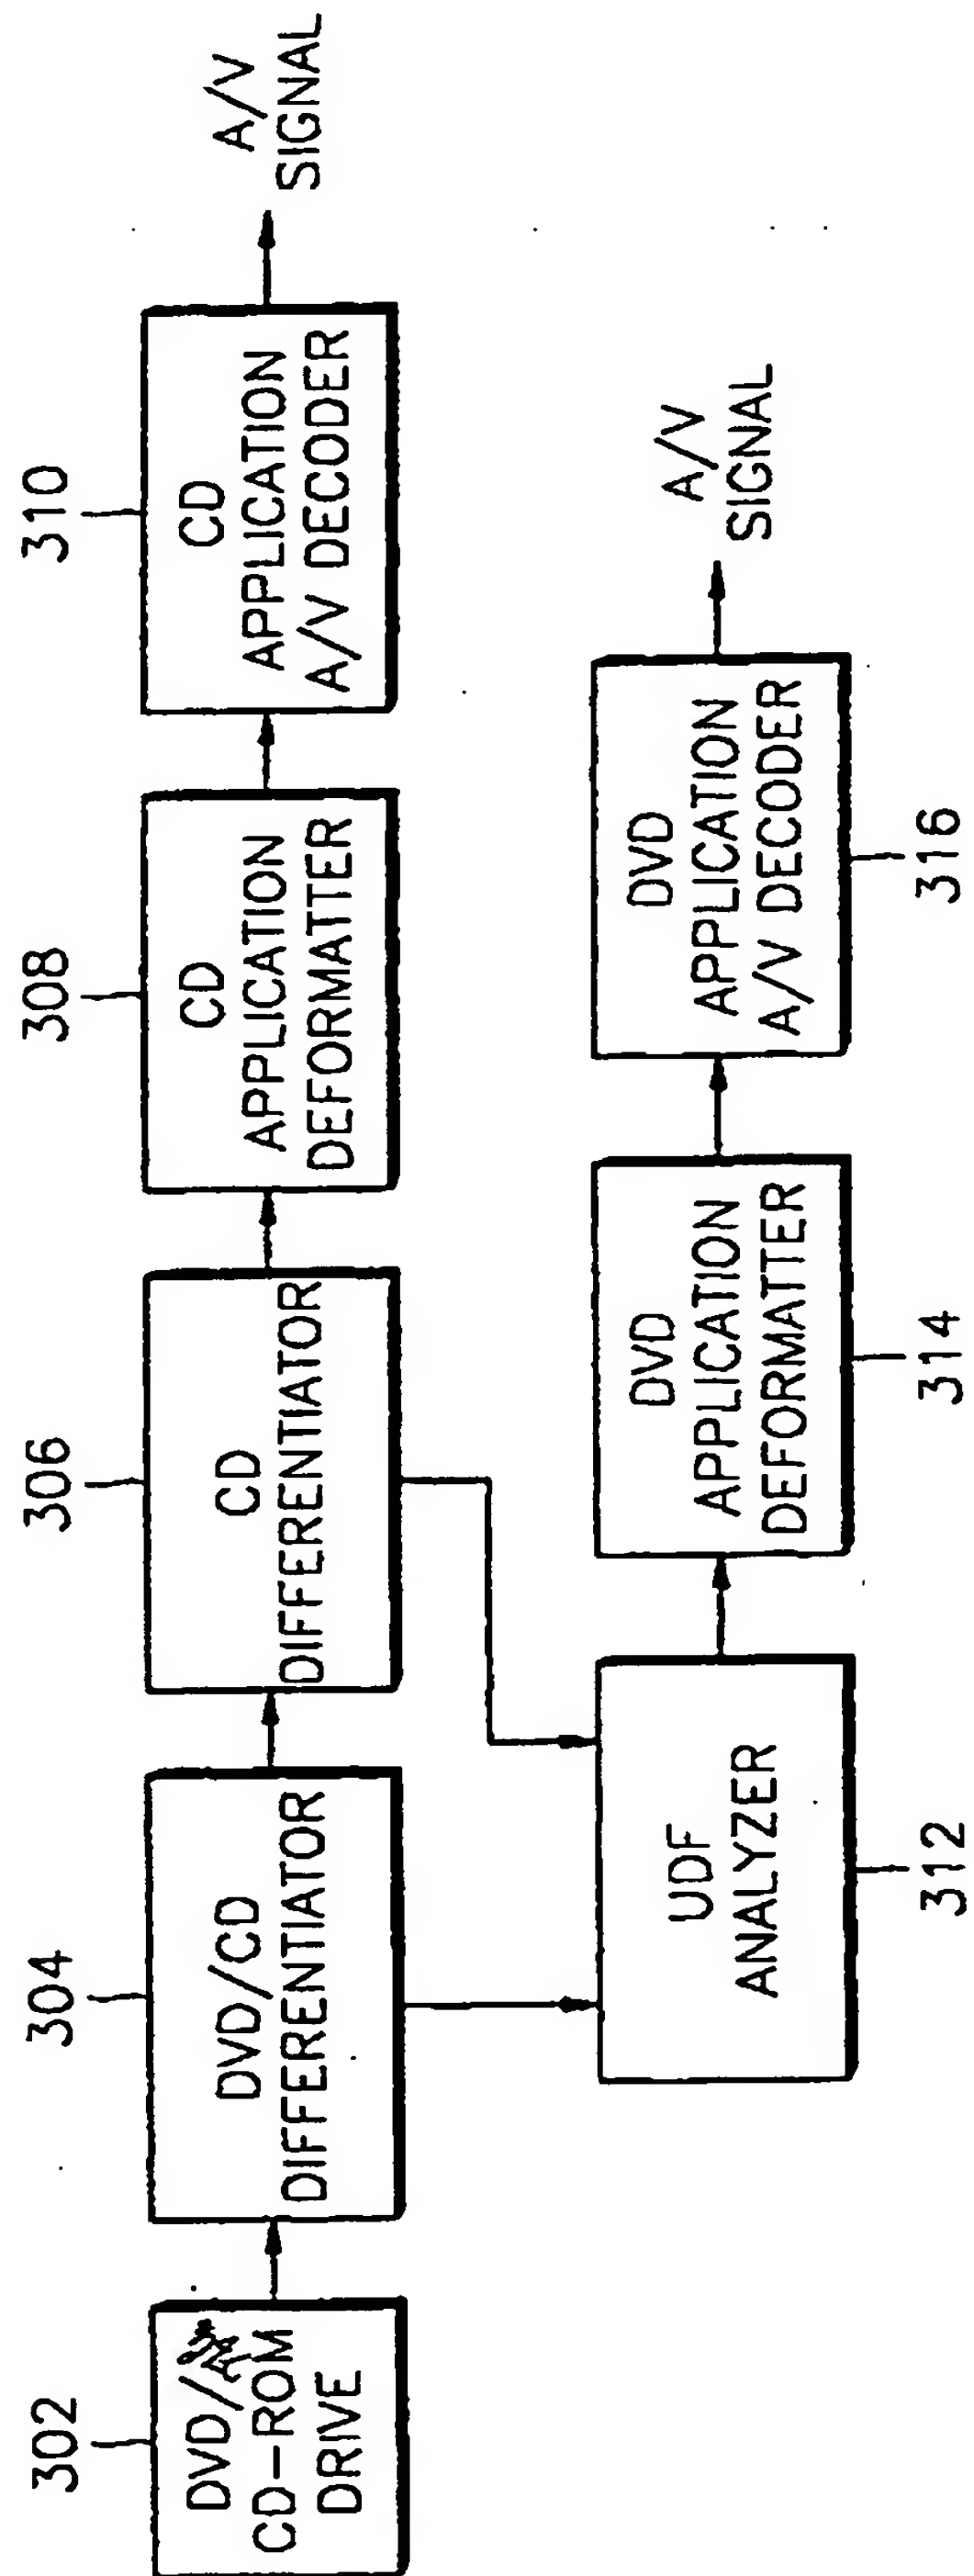 302
DVD/
CD-ROM
DRIVE
304
DVD/CD
DIFFERENTIATOR
306
CD
DIFFERENTIATOR
308
CD
APPLICATION
DEFORMATTER
310
CD
APPLICATION
A/V DECODER
A/V
SIGNAL
UDF
ANALYZER
312
DVD
APPLICATION
DEFORMATTER
314
DVD
APPLICATION
A/V DECODER
316
A/V
SIGNAL